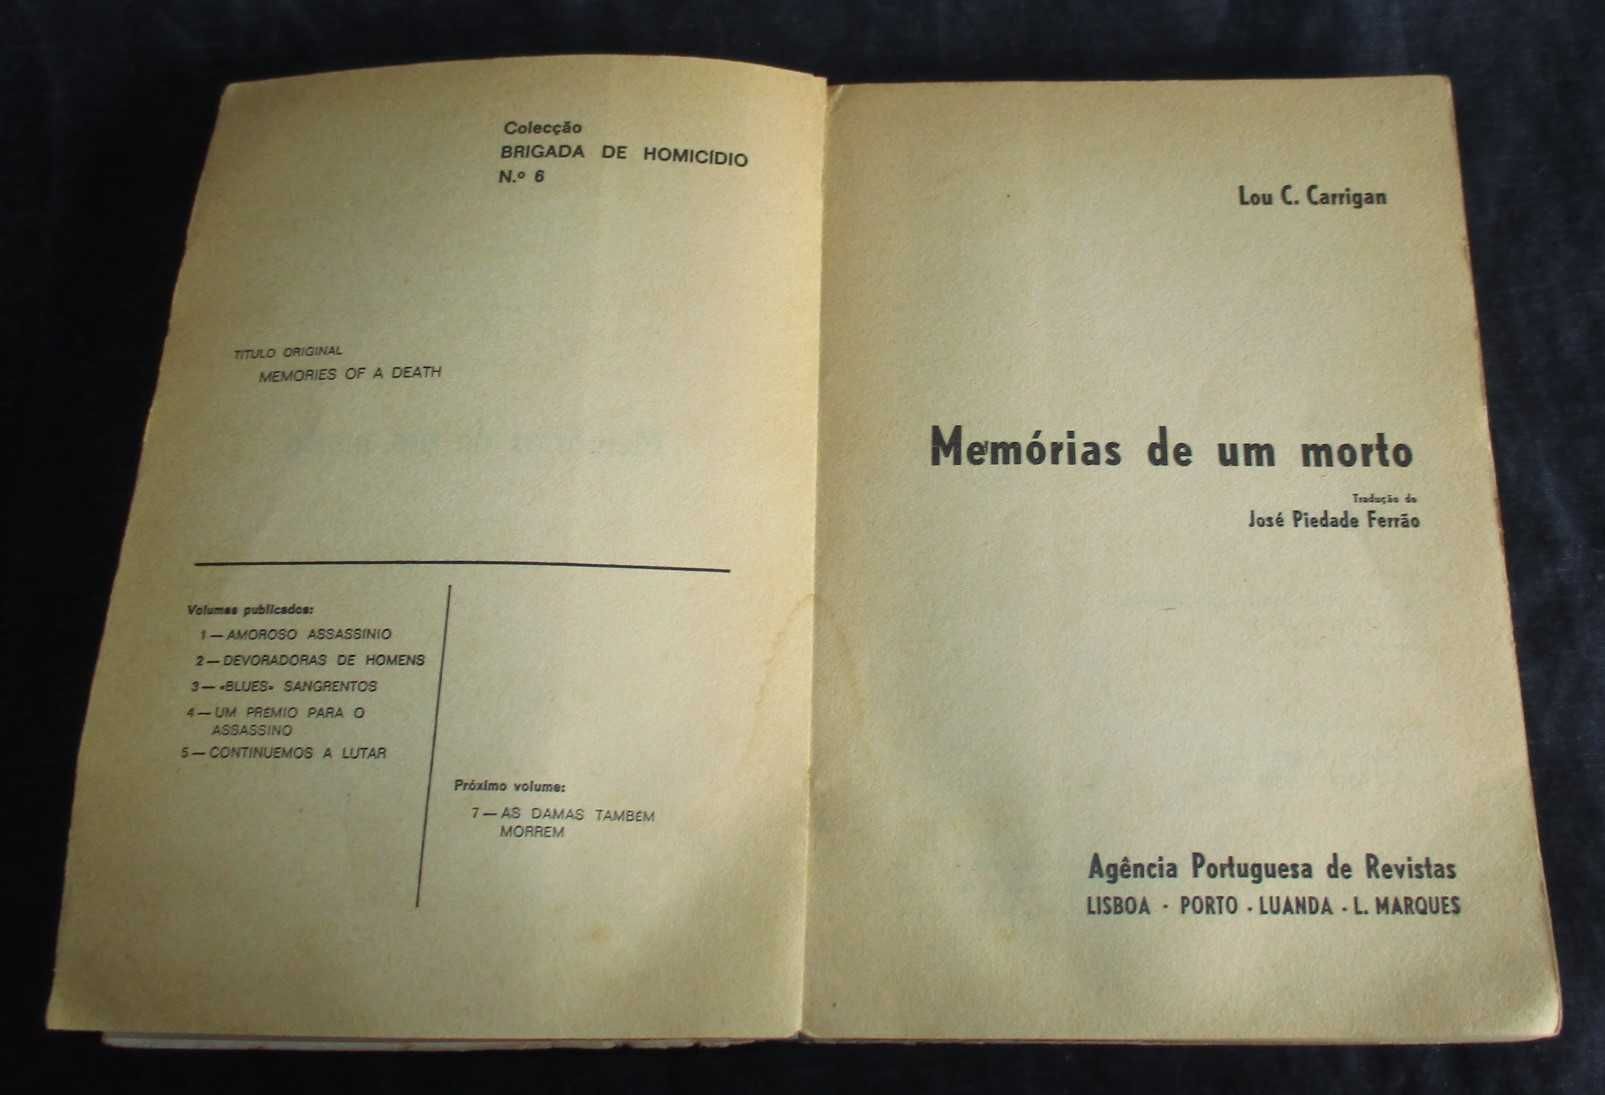 Colecção
BRIGADA DE HOMICÍDIO
N.º 6
TITULO ORIGINAL
MEMORIES OF A DEATH
Volumes publicados:
1 — AMOROSO ASSASSINIO
2 — DEVORADORAS DE HOMENS
3 — «BLUES» SANGRENTOS
4 — UM PREMIO PARA O
ASSASSINO
5 — CONTINUEMOS A LUTAR
Próximo volume:
7 — AS DAMAS TAMBÉM
MORREM
Lou C. Carrigan
Memórias de um morto
Tradução de
José Piedade Ferrão
Agência Portuguesa de Revistas
LISBOA - PORTO - LUANDA - L. MARQUES